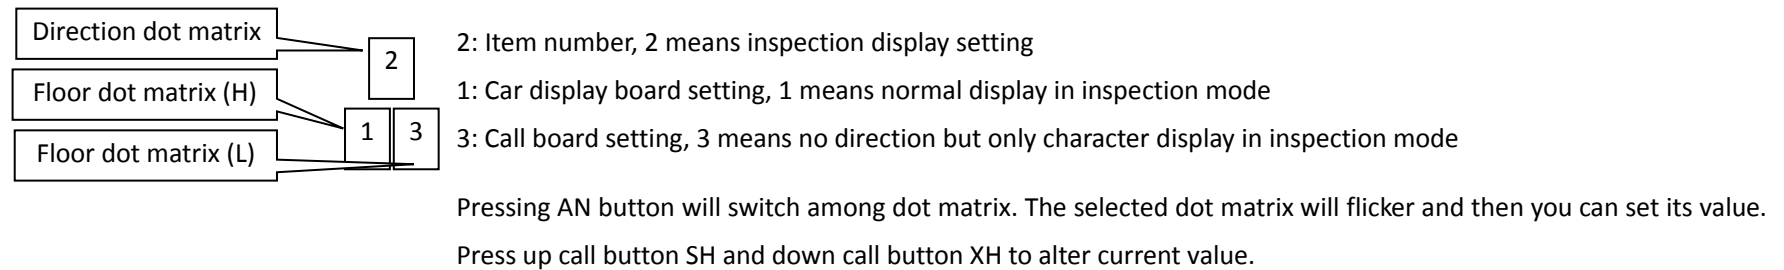 Direction dot matrix
2
2: Item number, 2 means inspection display setting
Floor dot matrix (H)
1: Car display board setting, 1 means normal display in inspection mode
1
3
3: Call board setting, 3 means no direction but only character display in inspection mode
Floor dot matrix (L)
Pressing AN button will switch among dot matrix. The selected dot matrix will flicker and then you can set its value.
Press up call button SH and down call button XH to alter current value.